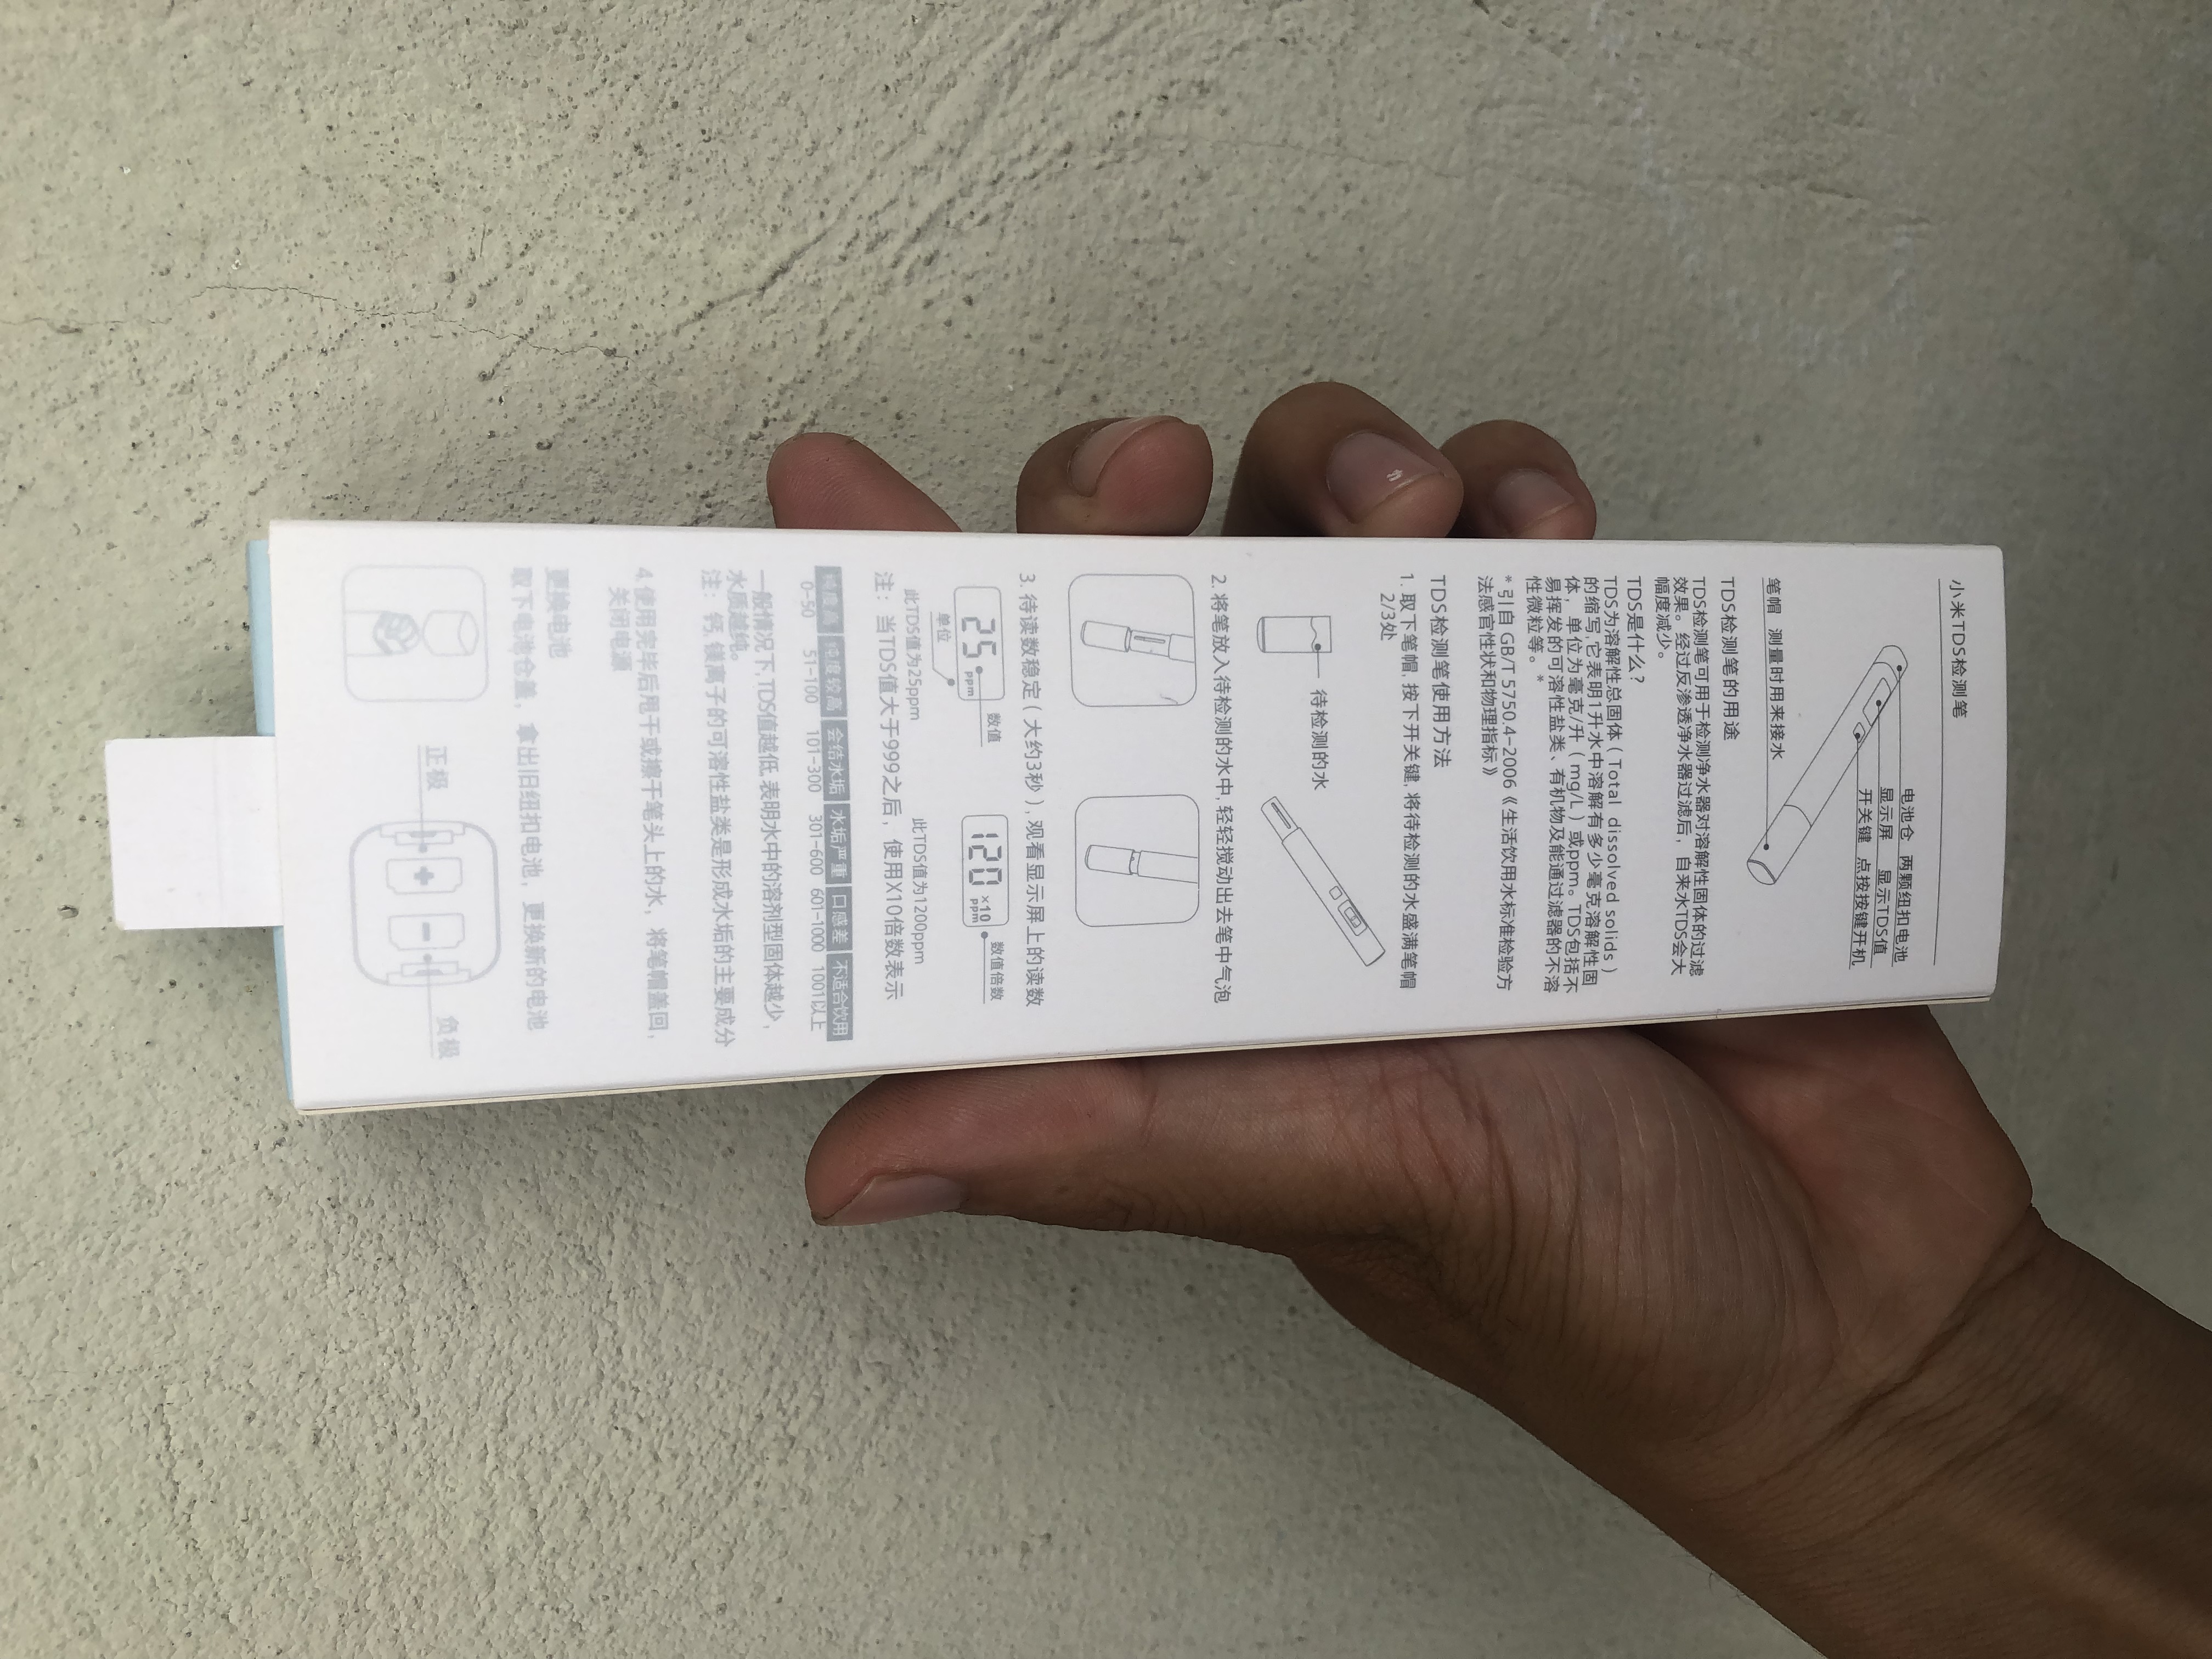 小米TDS检测笔
电池仓 两颗纽扣电池
显示屏 显示TDS值
开关键 点按按键开机
笔帽 测量时用来接水
TDS检测笔的用途
TDS检测笔可用于检测净水器对溶解性固体的过滤
效果。经过反渗透净水器过滤后，自来水TDS会大
幅度减少。
TDS是什么？
TDS为溶解性总固体（Total dissolved solids）
的缩写,它表明1升水中溶解有多少毫克溶解性固
体，单位为毫克/升（mg/L）或ppm。TDS包括不
易挥发的可溶性盐类、有机物及能通过过滤器的不溶
性微粒等。*
*引自 GB/T 5750.4-2006《生活饮用水标准检验方
法感官性状和物理指标》
TDS检测笔使用方法
1. 取下笔帽, 按下开关键, 将待检测的水盛满笔帽
2/3处
待检测的水
2. 将笔放入待检测的水中, 轻轻搅动出去笔中气泡
3. 待读数稳定（大约3秒）, 观看显示屏上的读数
25 ppm
数值
单位
此TDS值为25ppm
120 ×10 ppm
数值倍数
此TDS值为1200ppm
注：当TDS值大于999之后，使用X10倍数表示
纯度高 纯度较高 会结水垢 水垢严重 口感差 不适合饮用
0-50 51-100 101-300 301-600 601-1000 1001以上
一般情况下, TDS值越低, 表明水中的溶剂型固体越少,
水质越纯。
注：钙, 镁离子的可溶性盐类是形成水垢的主要成分
4. 使用完毕后甩干或擦干笔头上的水，将笔帽盖回,
关闭电源
更换电池
取下电池仓盖，拿出旧纽扣电池，更换新的电池
正极
+
-
负极